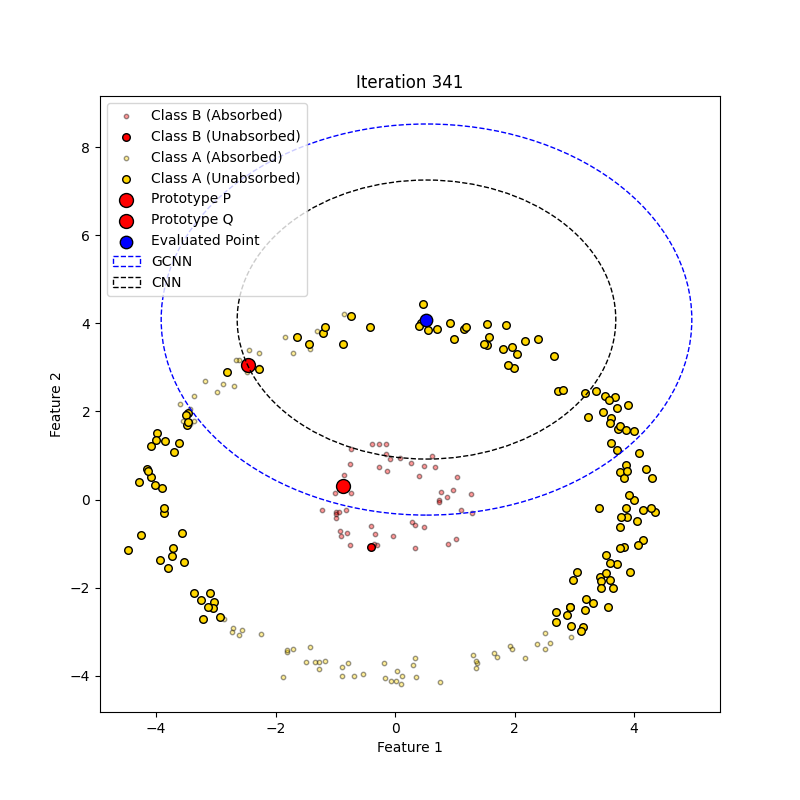 Iteration 341
Class B (Absorbed)
Class B (Unabsorbed)
Class A (Absorbed)
Class A (Unabsorbed)
Prototype P
Prototype Q
Evaluated Point
GCNN
CNN
8
6
4
2
0
−2
−4
Feature 2
−4 −2 0 2 4
Feature 1